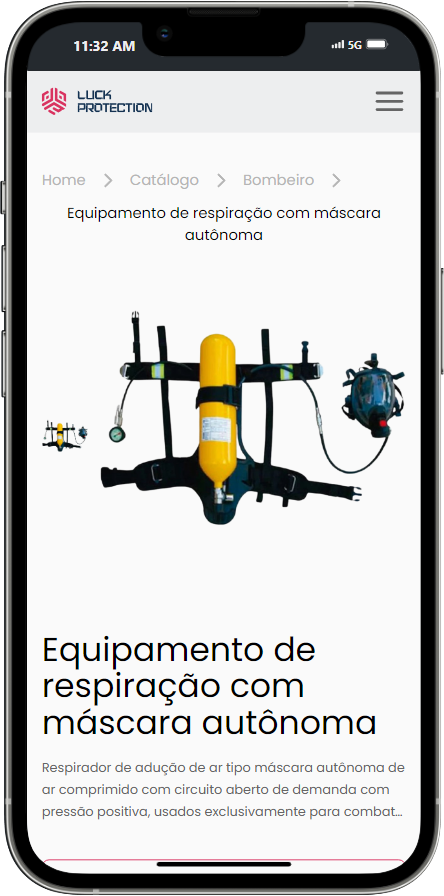 11:32 AM
5G
LUCK
PROTECTION
Home > Catálogo > Bombeiro >
Equipamento de respiração com máscara
autônoma
Equipamento de
respiração com
máscara autônoma
Respirador de adução de ar tipo máscara autônoma de
ar comprimido com circuito aberto de demanda com
pressão positiva, usados exclusivamente para combat...